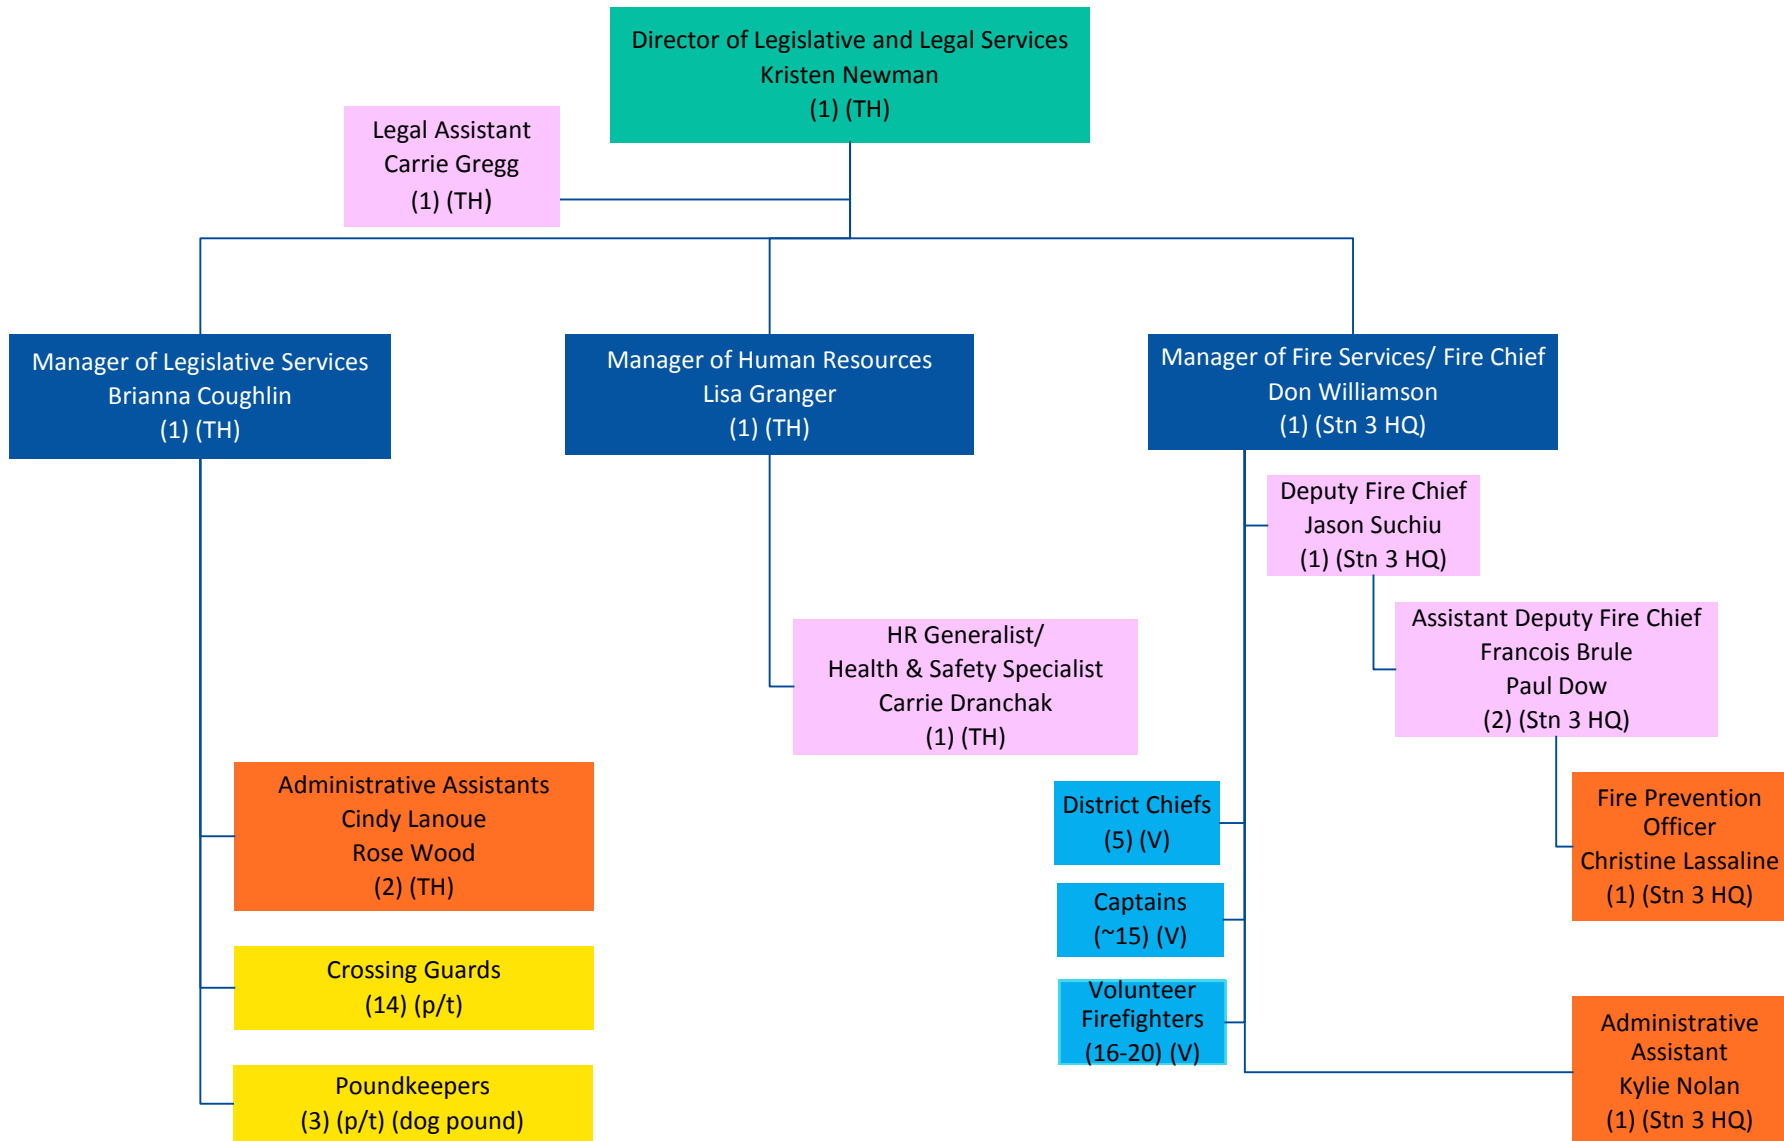 Director of Legislative and Legal Services
Kristen Newman
(1) (TH)
Legal Assistant
Carrie Gregg
(1) (TH)
Manager of Legislative Services
Brianna Coughlin
(1) (TH)
Manager of Human Resources
Lisa Granger
(1) (TH)
Manager of Fire Services/ Fire Chief
Don Williamson
(1) (Stn 3 HQ)
Deputy Fire Chief
Jason Suchiu
(1) (Stn 3 HQ)
Assistant Deputy Fire Chief
Francois Brule
Paul Dow
(2) (Stn 3 HQ)
HR Generalist/
Health & Safety Specialist
Carrie Dranchak
(1) (TH)
Administrative Assistants
Cindy Lanoue
Rose Wood
(2) (TH)
District Chiefs
(5) (V)
Fire Prevention
Officer
Christine Lassaline
(1) (Stn 3 HQ)
Captains
(~15) (V)
Crossing Guards
(14) (p/t)
Volunteer
Firefighters
(16-20) (V)
Administrative
Assistant
Kylie Nolan
(1) (Stn 3 HQ)
Poundkeepers
(3) (p/t) (dog pound)